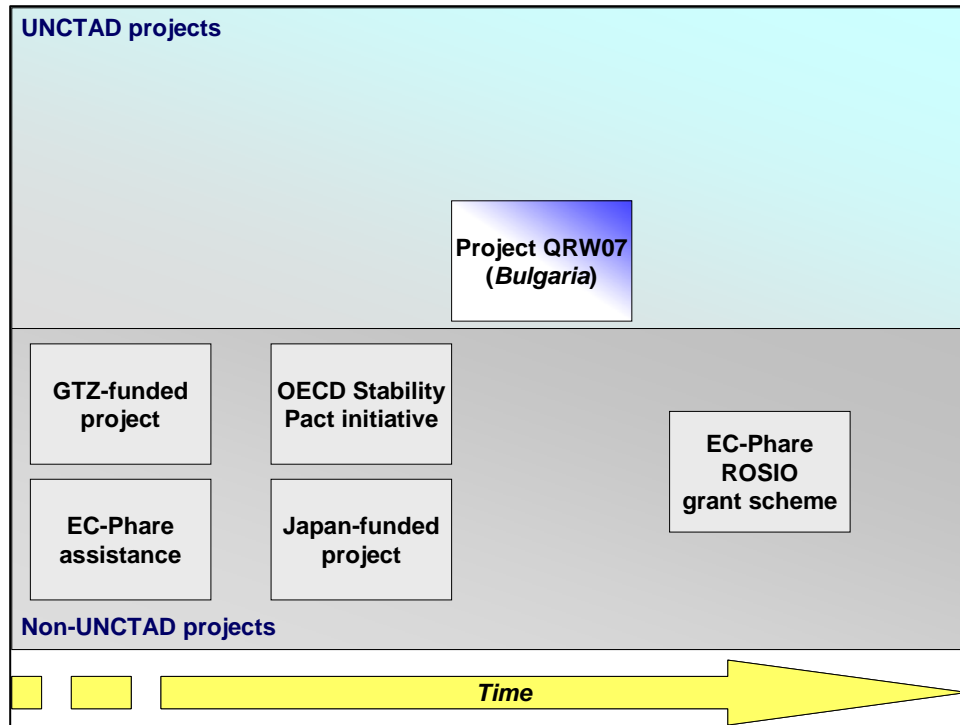 UNCTAD projects
Project QRW07
(Bulgaria)
GTZ-funded
project
OECD Stability
Pact initiative
EC-Phare
ROSIO
grant scheme
EC-Phare
assistance
Japan-funded
project
Non-UNCTAD projects
Time